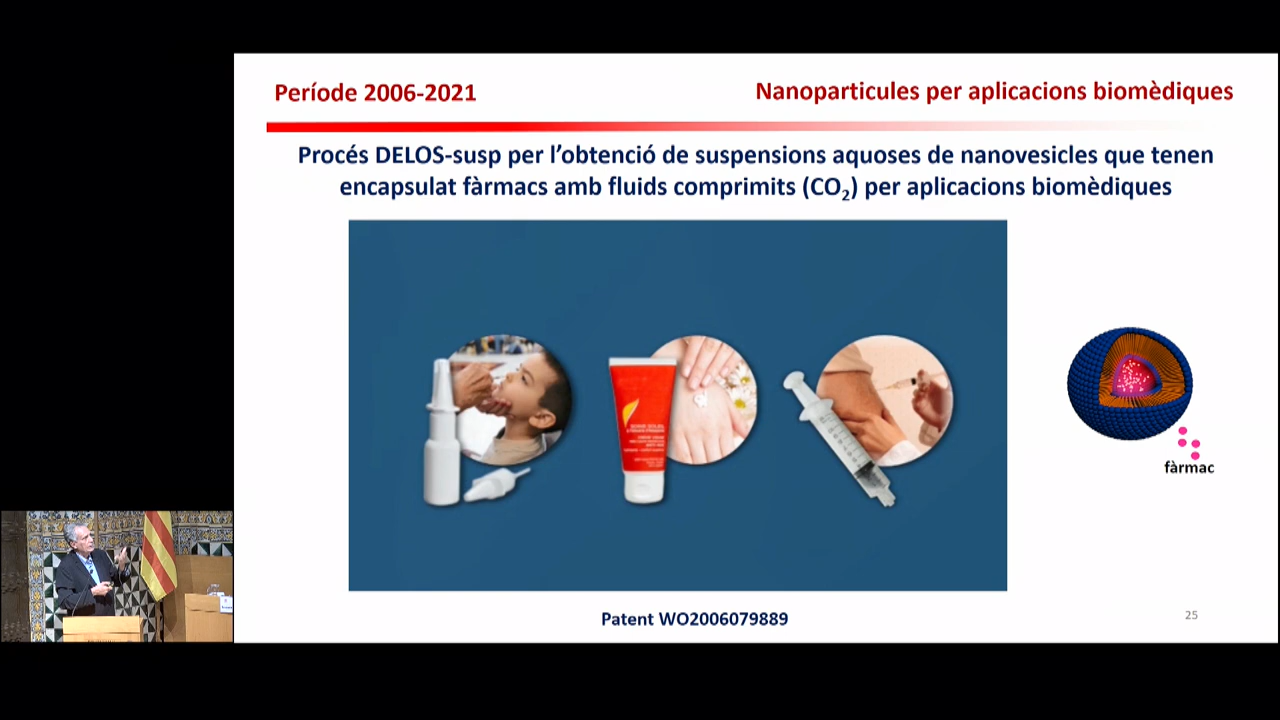 Període 2006-2021
Nanoparticules per aplicacions biomèdiques
Procés DELOS-susp per l’obtenció de suspensions aquoses de nanovesicles que tenen
encapsulat fàrmacs amb fluids comprimits (CO₂) per aplicacions biomèdiques
fàrmac
Patent WO2006079889
25